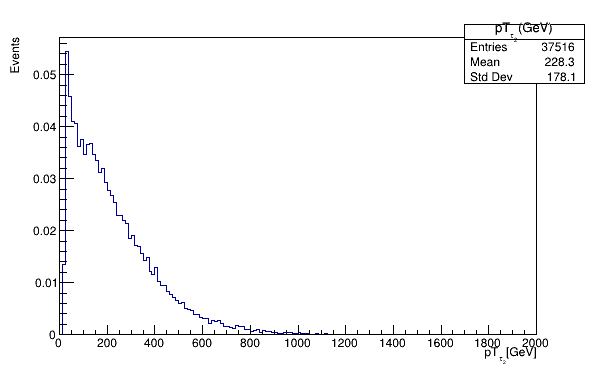 pT_τ₂(GeV)
Entries 37516
Mean 228.3
Std Dev 178.1
Events
0.05
0.04
0.03
0.02
0.01
0
0 200 400 600 800 1000 1200 1400 1600 1800 2000
pT_τ₂[GeV]